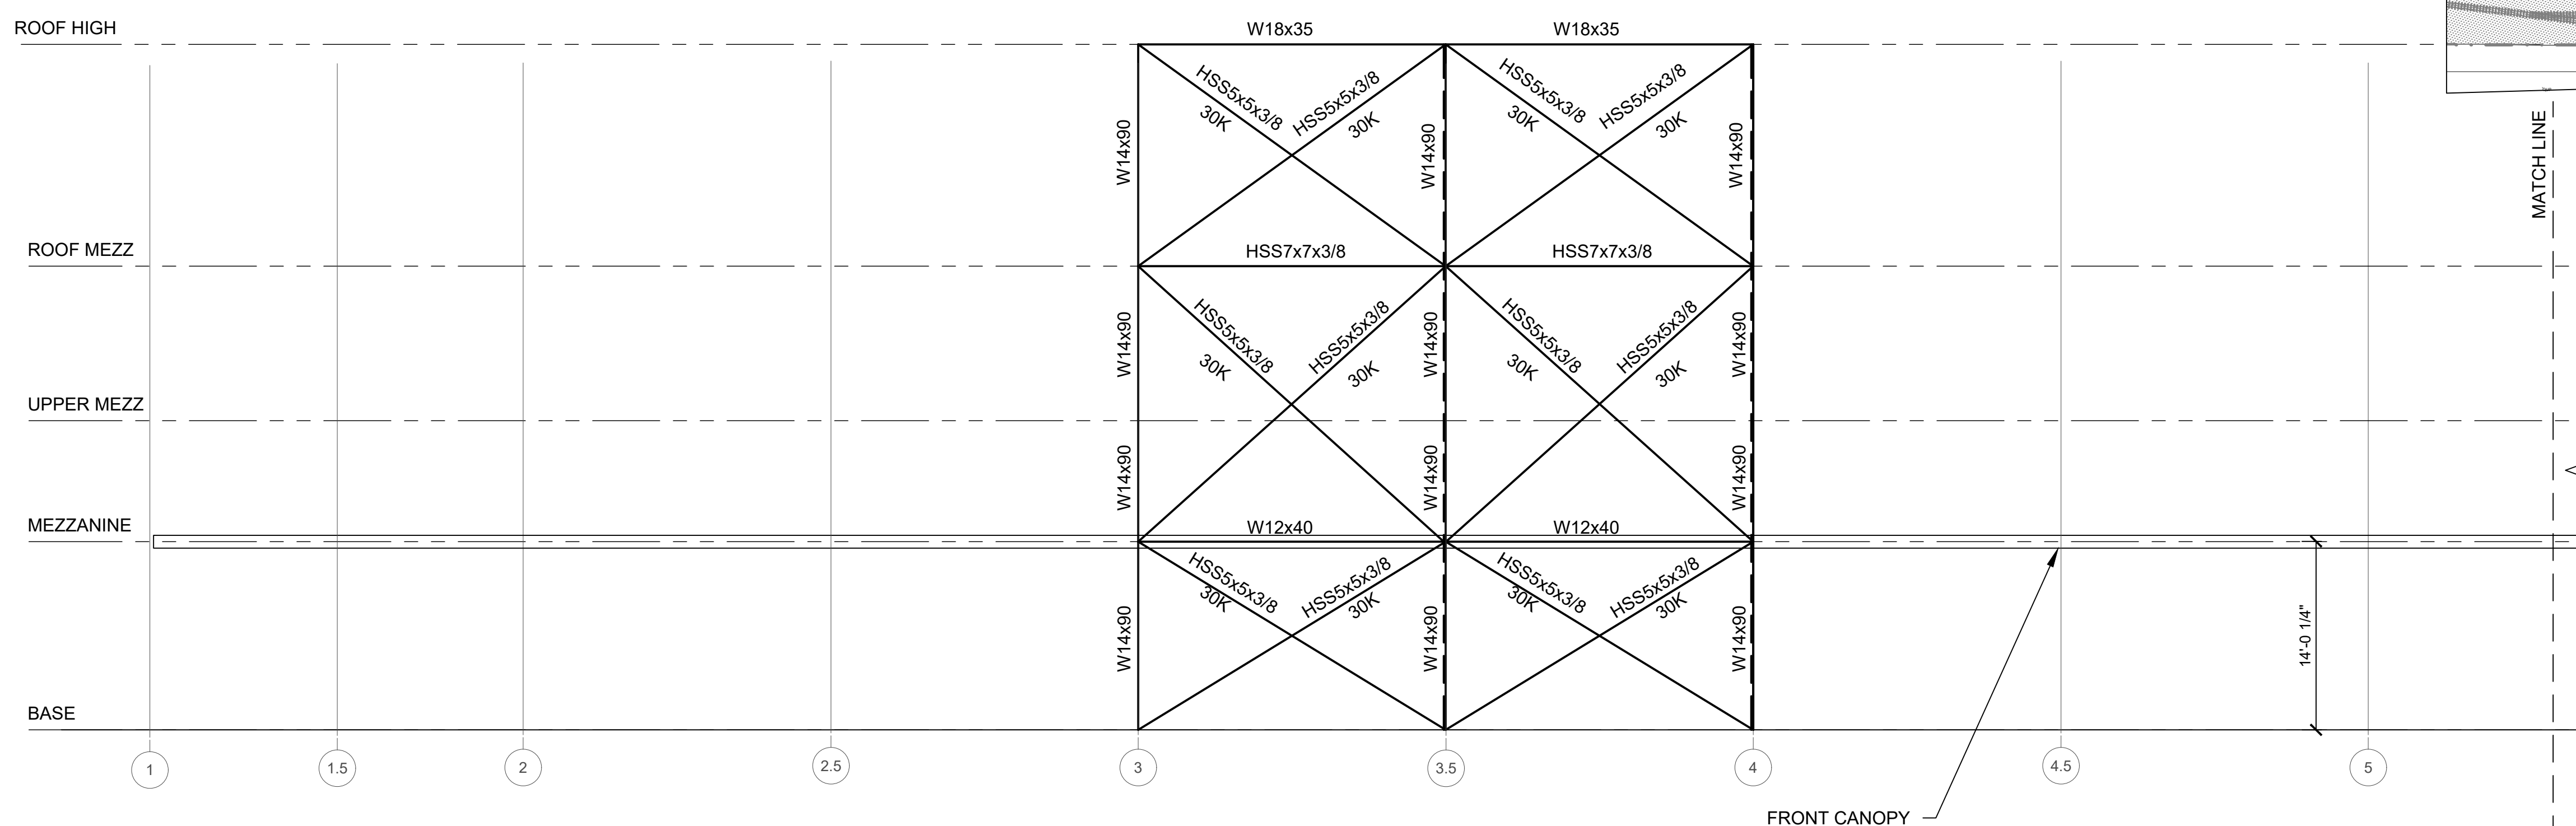 ROOF HIGH
W18x35
W18x35
HSS5x5x3/8
30K
HSS5x5x3/8
30K
HSS5x5x3/8
30K
HSS5x5x3/8
30K
W14x90
W14x90
W14x90
MATCH LINE
ROOF MEZZ
HSS7x7x3/8
HSS7x7x3/8
HSS5x5x3/8
30K
HSS5x5x3/8
30K
HSS5x5x3/8
30K
HSS5x5x3/8
30K
W14x90
W14x90
W14x90
UPPER MEZZ
W14x90
W14x90
W14x90
MEZZANINE
W12x40
W12x40
HSS5x5x3/8
30K
HSS5x5x3/8
30K
HSS5x5x3/8
30K
HSS5x5x3/8
30K
W14x90
W14x90
W14x90
14'-0 1/4"
BASE
1
1.5
2
2.5
3
3.5
4
4.5
5
FRONT CANOPY